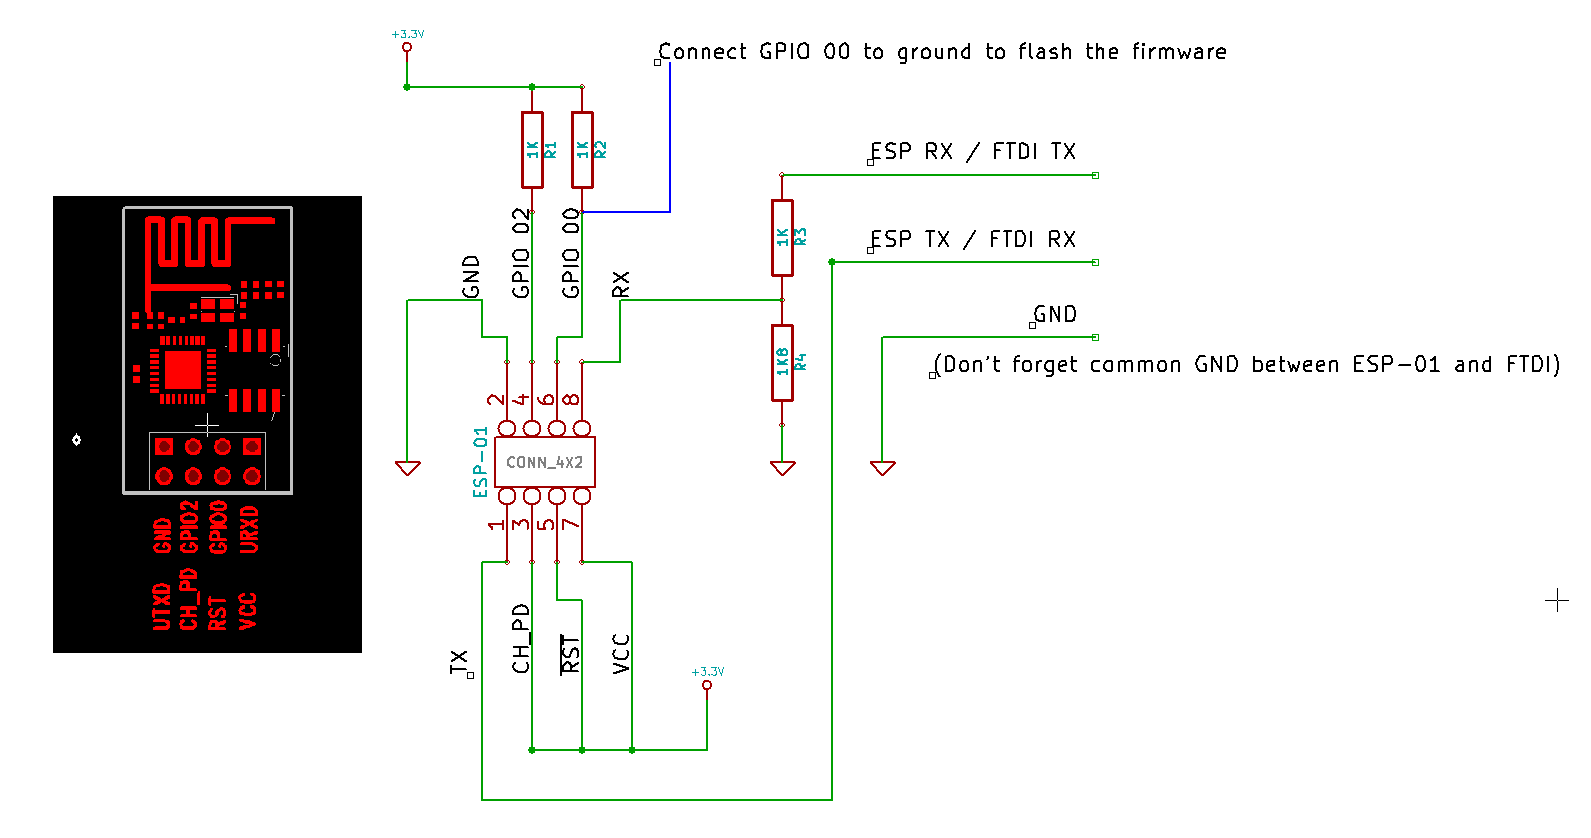 +3.3V
Connect GPIO 00 to ground to flash the firmware
1K
R1
1K
R2
ESP RX / FTDI TX
1K
R3
ESP TX / FTDI RX
GND
GPIO 02
GPIO 00
RX
GND
(Don't forget common GND between ESP-01 and FTDI)
1K8
R4
2
4
6
8
ESP-01
CONN_4X2
1
3
5
7
GND
GPIO2
GPIO0
URXD
UTXD
CH_PD
RST
VCC
TX
CH_PD
RST
VCC
+3.3V